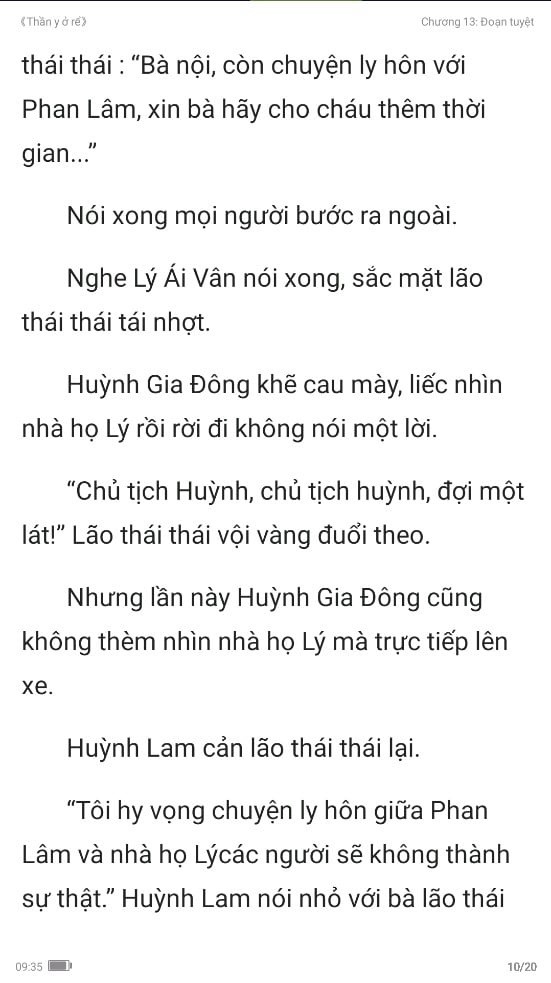 《Thần y ở rể》
Chương 13: Đoạn tuyệt
thái thái : “Bà nội, còn chuyện ly hôn với
Phan Lâm, xin bà hãy cho cháu thêm thời
gian...”
Nói xong mọi người bước ra ngoài.
Nghe Lý Ái Vân nói xong, sắc mặt lão
thái thái tái nhợt.
Huỳnh Gia Đông khẽ cau mày, liếc nhìn
nhà họ Lý rồi rời đi không nói một lời.
“Chủ tịch Huỳnh, chủ tịch huỳnh, đợi một
lát!” Lão thái thái vội vàng đuổi theo.
Nhưng lần này Huỳnh Gia Đông cũng
không thèm nhìn nhà họ Lý mà trực tiếp lên
xe.
Huỳnh Lam cản lão thái thái lại.
“Tôi hy vọng chuyện ly hôn giữa Phan
Lâm và nhà họ Lýcác người sẽ không thành
sự thật.” Huỳnh Lam nói nhỏ với bà lão thái
09:35
10/20